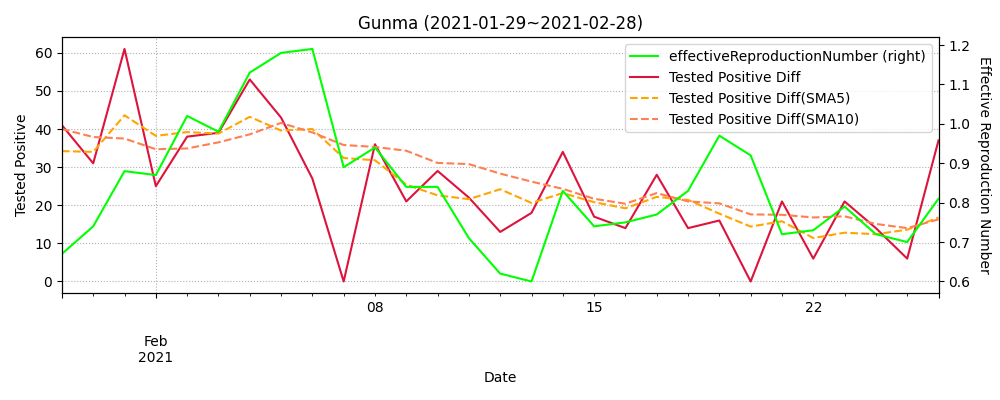 Gunma (2021-01-29~2021-02-28)
effectiveReproductionNumber (right)
Tested Positive Diff
Tested Positive Diff(SMA5)
Tested Positive Diff(SMA10)
Tested Positive
60
50
40
30
20
10
0
1.2
1.1
1.0
0.9
0.8
0.7
0.6
Effective Reproduction Number
08
15
22
Feb
2021
Date